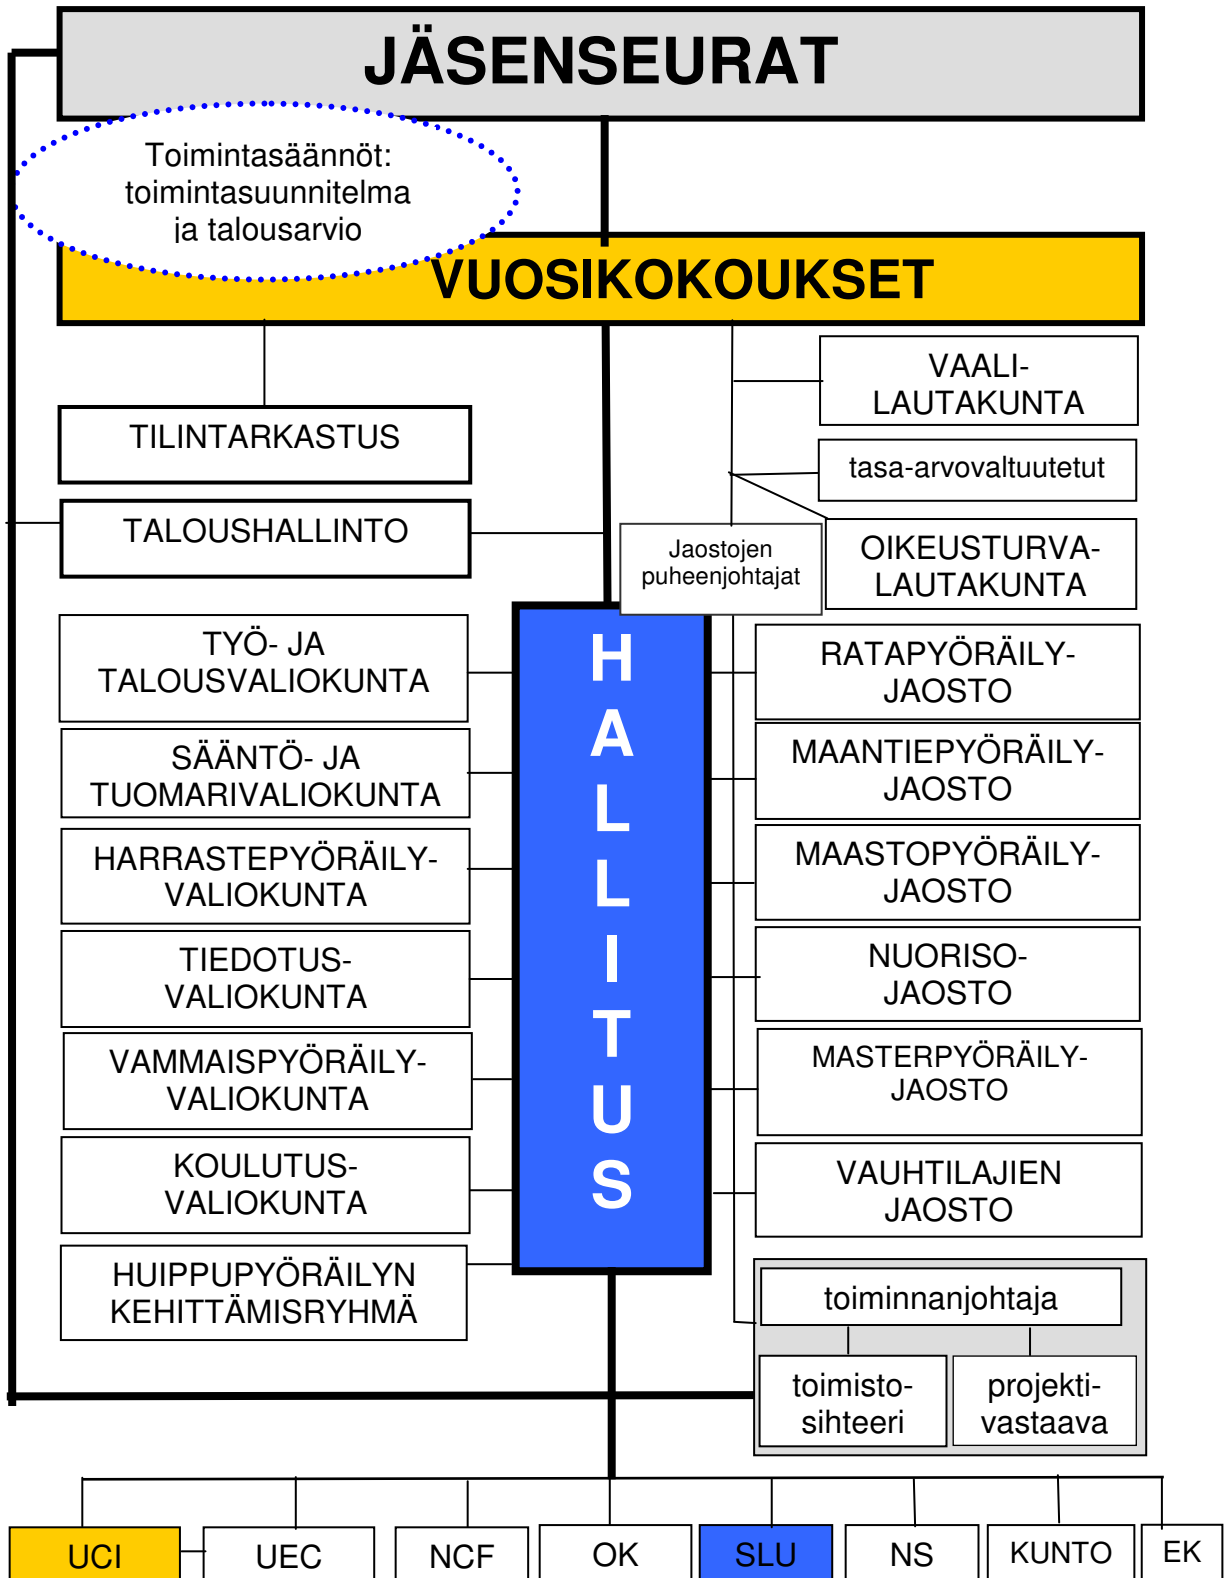 JÄSENSEURAT
Toimintasäännöt:
toimintasuunnitelma
ja talousarvio
VUOSIKOKOUKSET
VAALI-
LAUTAKUNTA
TILINTARKASTUS
tasa-arvovaltuutetut
TALOUSHALLINTO
Jaostojen
puheenjohtajat
OIKEUSTURVA-
LAUTAKUNTA
H
A
L
L
I
T
U
S
TYÖ- JA
TALOUSVALIOKUNTA
RATAPYÖRÄILY-
JAOSTO
SÄÄNTÖ- JA
TUOMARIVALIOKUNTA
MAANTIEPYÖRÄILY-
JAOSTO
HARRASTEPYÖRÄILY-
VALIOKUNTA
MAASTOPYÖRÄILY-
JAOSTO
TIEDOTUS-
VALIOKUNTA
NUORISO-
JAOSTO
VAMMAISPYÖRÄILY-
VALIOKUNTA
MASTERPYÖRÄILY-
JAOSTO
KOULUTUS-
VALIOKUNTA
VAUHTILAJIEN
JAOSTO
HUIPPUPYÖRÄILYN
KEHITTÄMISRYHMÄ
toiminnanjohtaja
toimisto-
sihteeri
projekti-
vastaava
UCI
UEC
NCF
OK
SLU
NS
KUNTO
EK